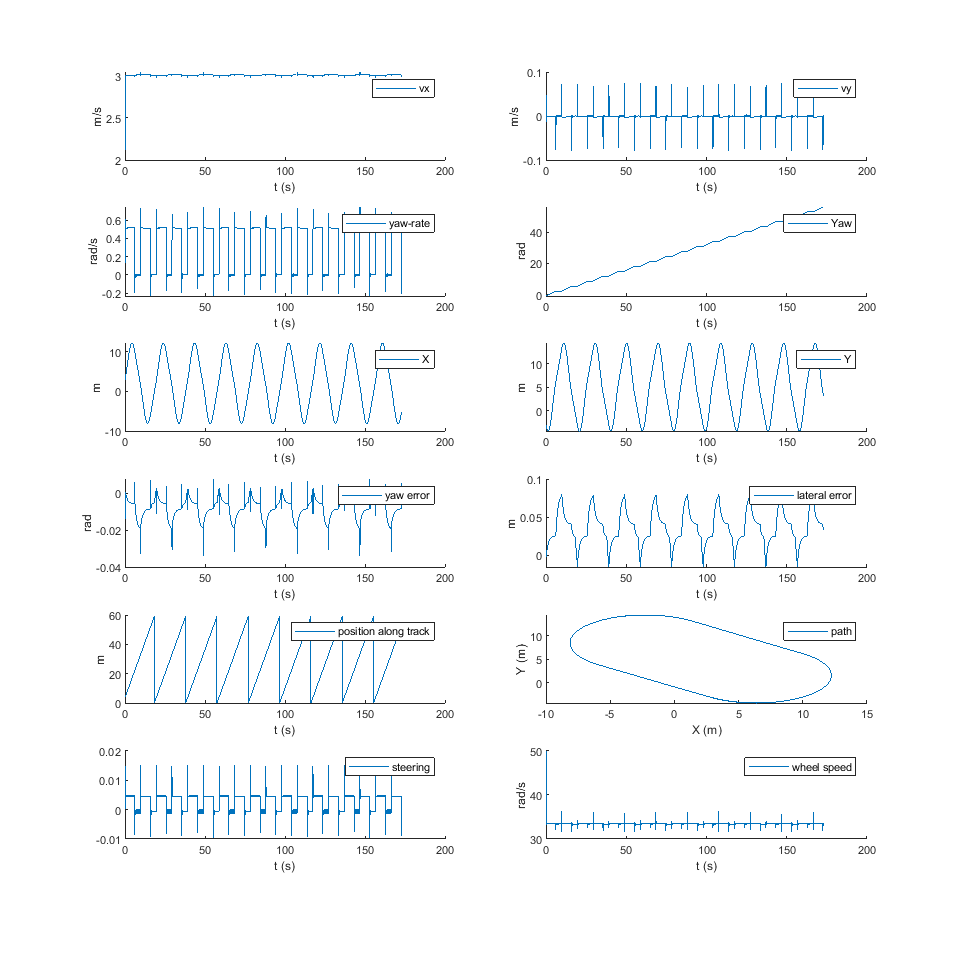 3
2.5
2
m/s
vx
0 50 100 150 200
t (s)
0.1
0
-0.1
m/s
vy
0 50 100 150 200
t (s)
0.6
0.4
0.2
0
-0.2
rad/s
yaw-rate
0 50 100 150 200
t (s)
40
20
0
rad
Yaw
0 50 100 150 200
t (s)
10
0
-10
m
X
0 50 100 150 200
t (s)
10
5
0
m
Y
0 50 100 150 200
t (s)
0
-0.02
-0.04
rad
yaw error
0 50 100 150 200
t (s)
0.1
0.05
0
m
lateral error
0 50 100 150 200
t (s)
60
40
20
0
m
position along track
0 50 100 150 200
t (s)
10
5
0
Y (m)
path
-10 -5 0 5 10 15
X (m)
0.02
0.01
0
-0.01
steering
0 50 100 150 200
t (s)
50
40
30
rad/s
wheel speed
0 50 100 150 200
t (s)